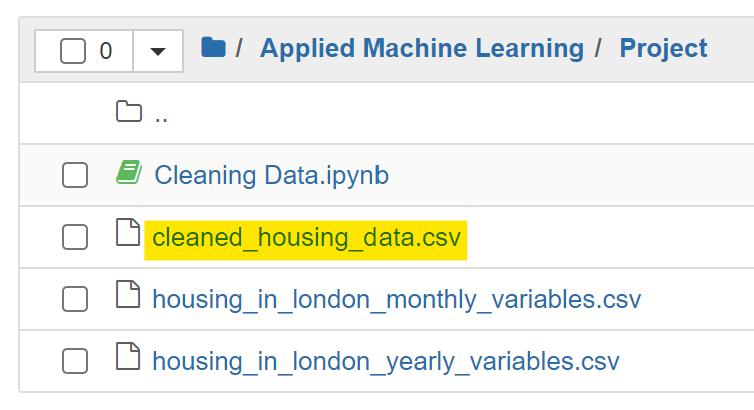 0 / Applied Machine Learning / Project
..
Cleaning Data.ipynb
cleaned_housing_data.csv
housing_in_london_monthly_variables.csv
housing_in_london_yearly_variables.csv